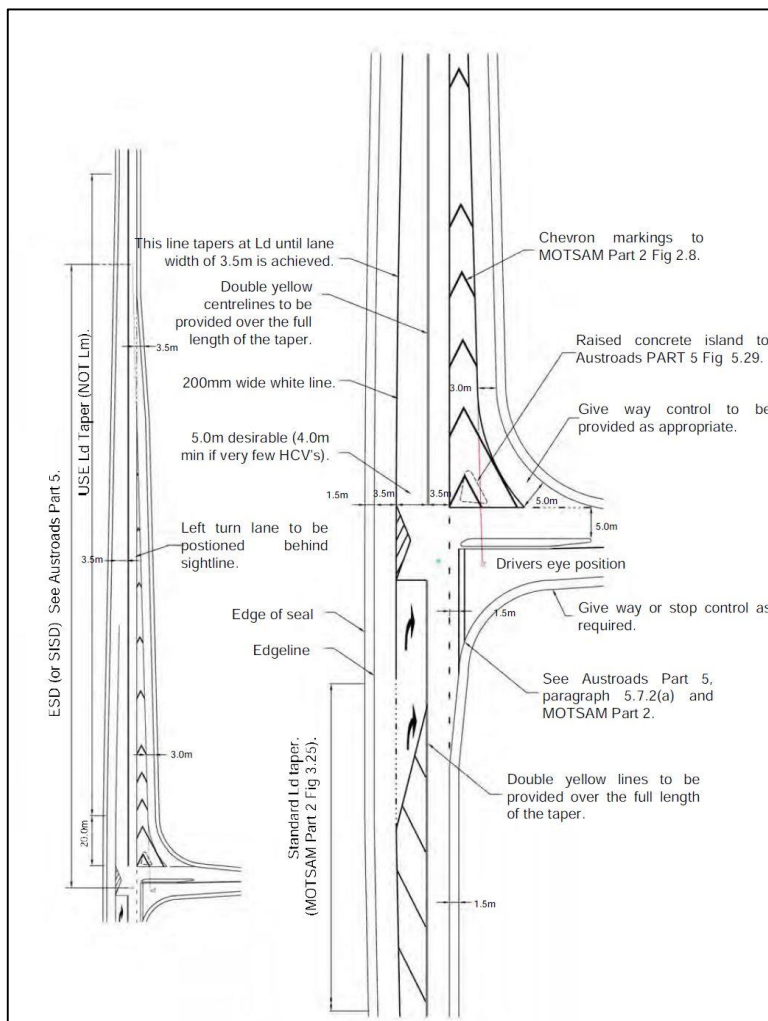 This line tapers at Ld until lane
width of 3.5m is achieved.
Double yellow
centrelines to be
provided over the full
length of the taper.
200mm wide white line.
5.0m desirable (4.0m
min if very few HCV's).
1.5m
3.5m
3.5m
Chevron markings to
MOTSAM Part 2 Fig 2.8.
Raised concrete island to
Austroads PART 5 Fig 5.29.
3.0m
Give way control to be
provided as appropriate.
5.0m
5.0m
Drivers eye position
1.5m
Give way or stop control as
required.
See Austroads Part 5,
paragraph 5.7.2(a) and
MOTSAM Part 2.
Double yellow lines to be
provided over the full length
of the taper.
1.5m
Edge of seal
Edgeline
Standard Ld taper.
(MOTSAM Part 2 Fig 3.25).
Left turn lane to be
postioned behind
sightline.
3.5m
3.5m
3.0m
20.0m
USE Ld Taper (NOT Lm).
ESD (or SISD) See Austroads Part 5.